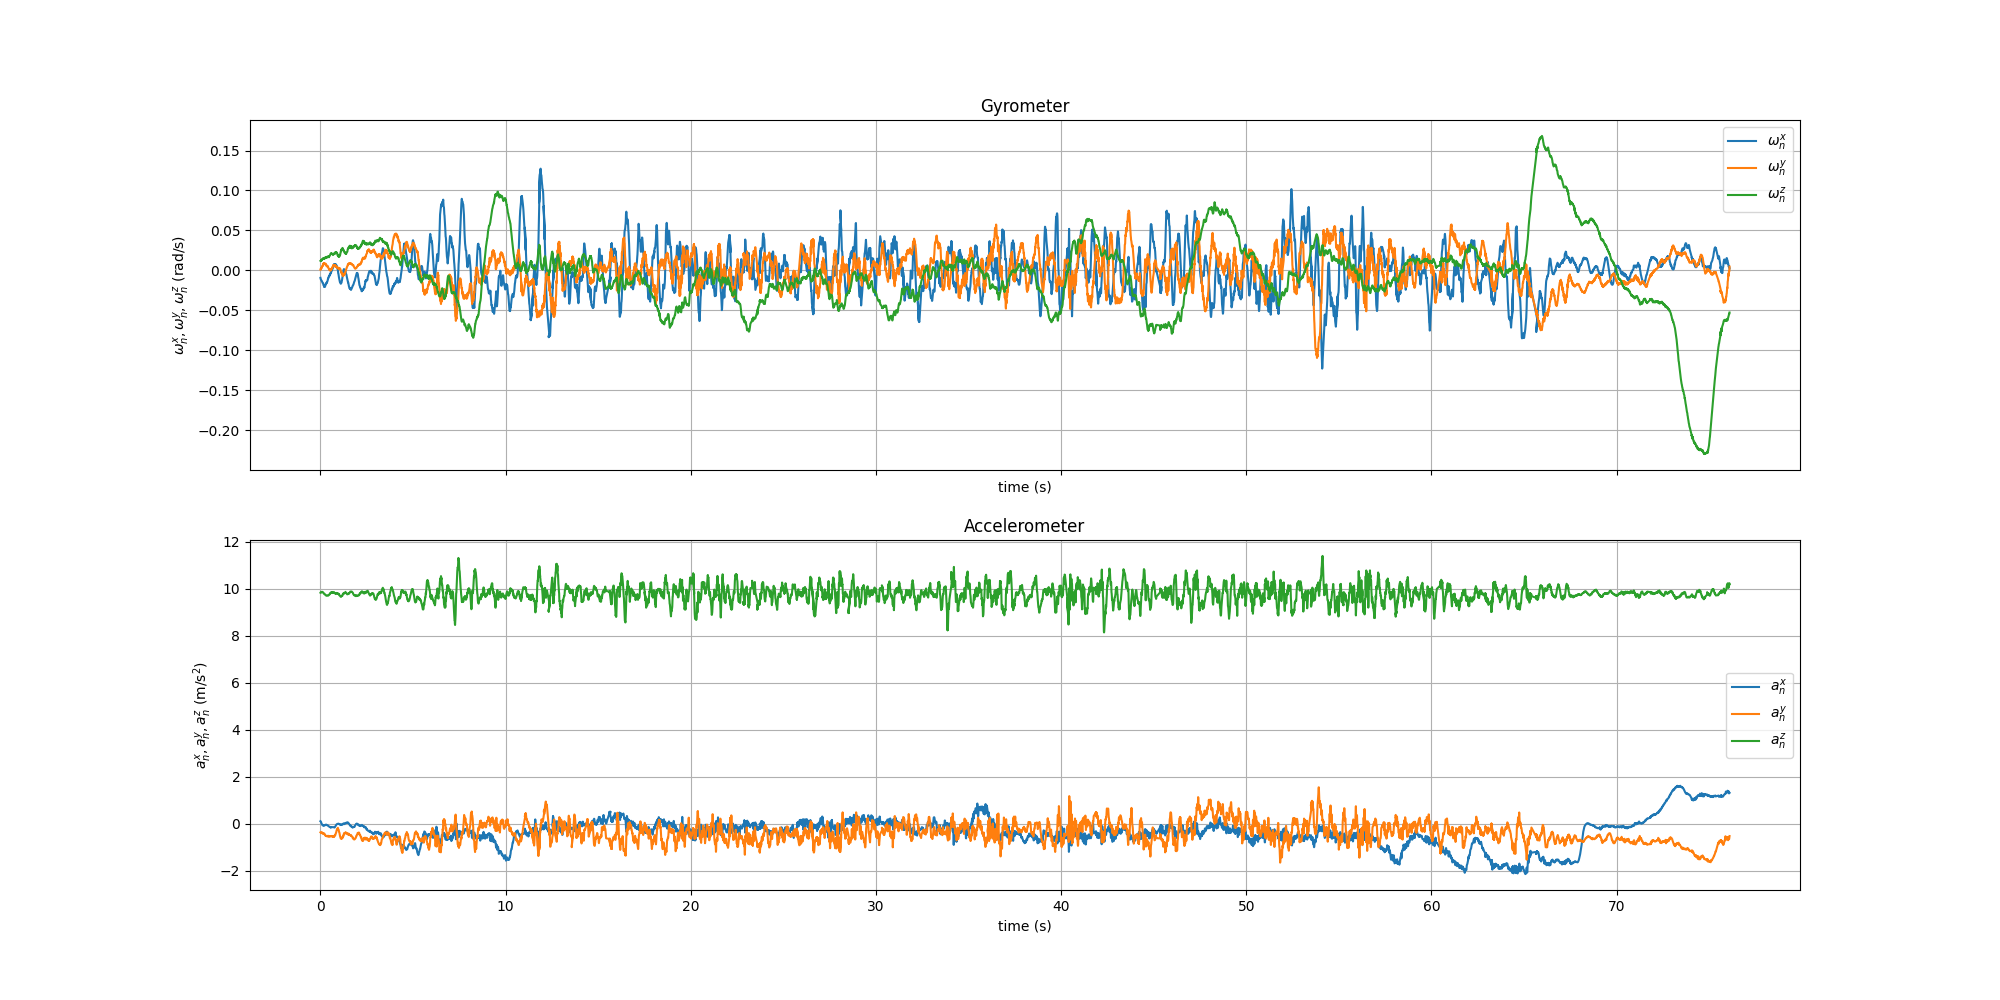 Gyrometer
0.15
0.10
0.05
0.00
−0.05
−0.10
−0.15
−0.20
ω_n^x, ω_n^y, ω_n^z (rad/s)
ω_n^x
ω_n^y
ω_n^z
time (s)
Accelerometer
12
10
8
6
4
2
0
−2
a_n^x, a_n^y, a_n^z (m/s²)
a_n^x
a_n^y
a_n^z
0 10 20 30 40 50 60 70
time (s)